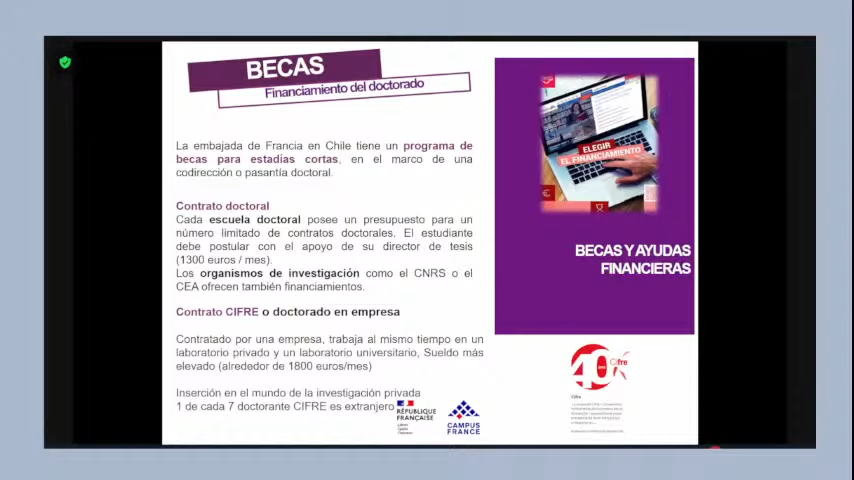 BECAS
Financiamiento del doctorado
La embajada de Francia en Chile tiene un programa de
becas para estadías cortas, en el marco de una
codirección o pasantía doctoral.
Contrato doctoral
Cada escuela doctoral posee un presupuesto para un
número limitado de contratos doctorales. El estudiante
debe postular con el apoyo de su director de tesis
(1300 euros / mes).
Los organismos de investigación como el CNRS o el
CEA ofrecen también financiamientos.
Contrato CIFRE o doctorado en empresa
Contratado por una empresa, trabaja al mismo tiempo en un
laboratorio privado y un laboratorio universitario, Sueldo más
elevado (alrededor de 1800 euros/mes)
Inserción en el mundo de la investigación privada
1 de cada 7 doctorante CIFRE es extranjero
RÉPUBLIQUE
FRANÇAISE
CAMPUS
FRANCE
ELEGIR
EL FINANCIAMIENTO
BECAS Y AYUDAS
FINANCIERAS
40 ans Cifre
Cifre